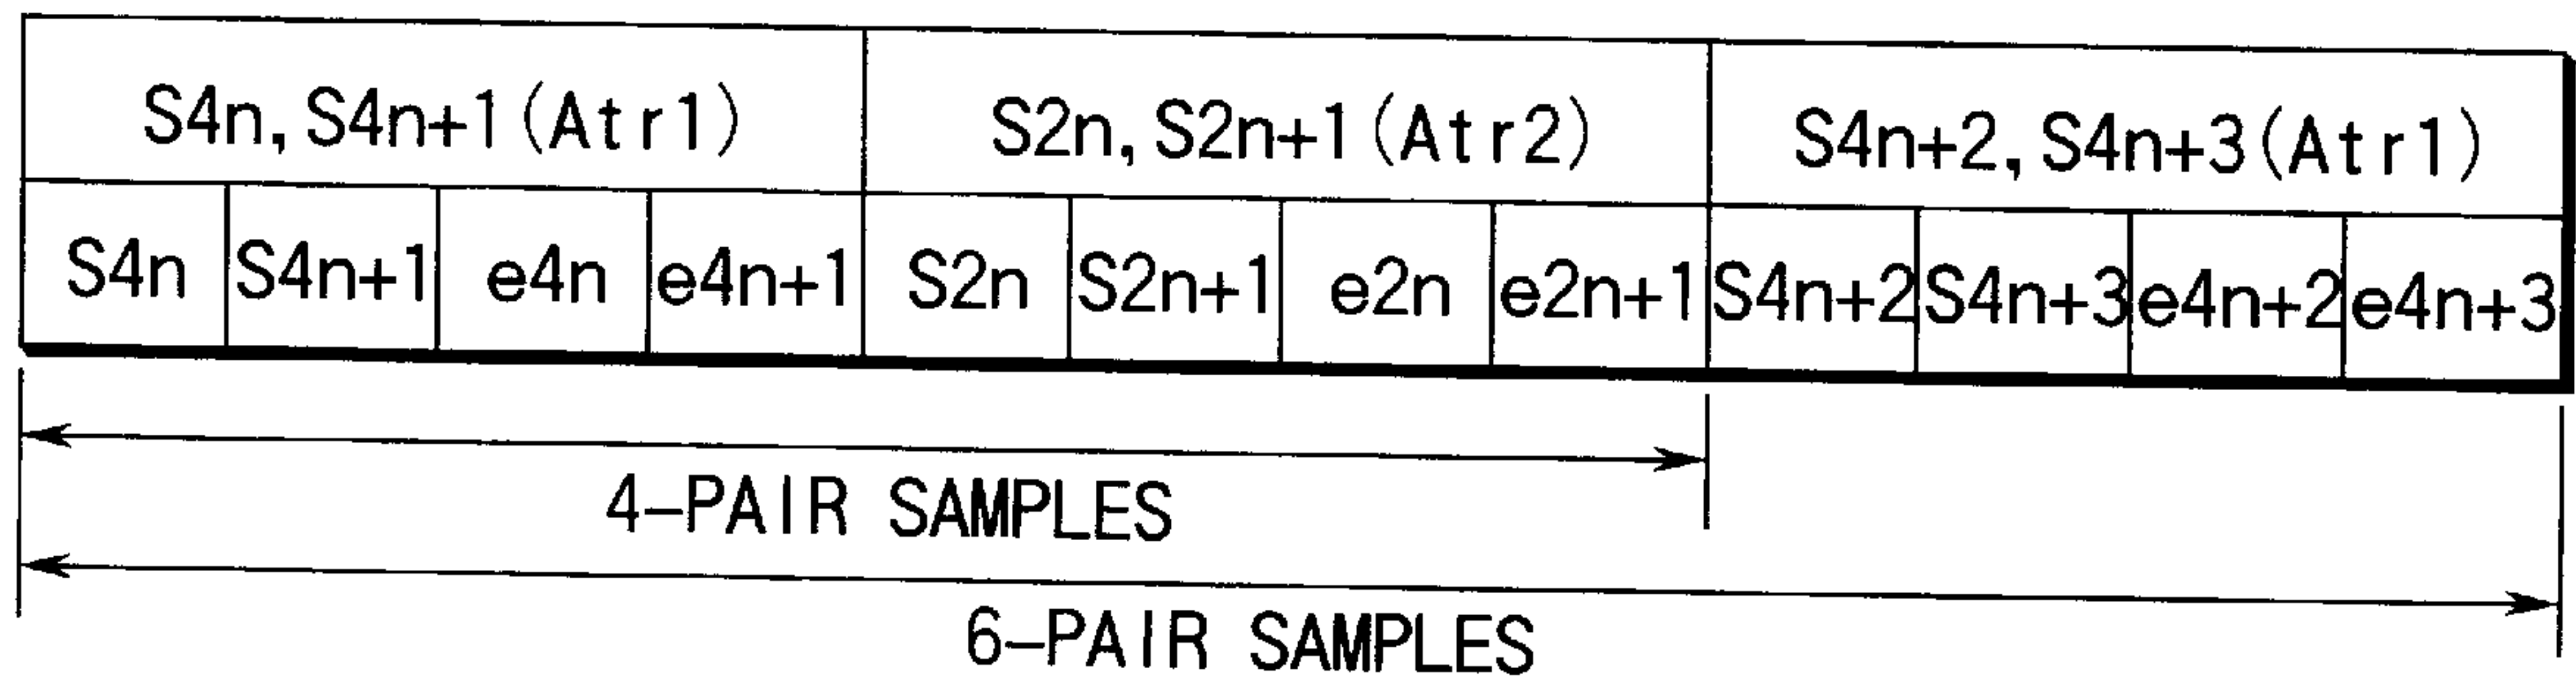 S4n, S4n+1 (Atr1) S2n, S2n+1 (Atr2) S4n+2, S4n+3 (Atr1)
S4n S4n+1 e4n e4n+1 S2n S2n+1 e2n e2n+1 S4n+2 S4n+3 e4n+2 e4n+3
4-PAIR SAMPLES
6-PAIR SAMPLES